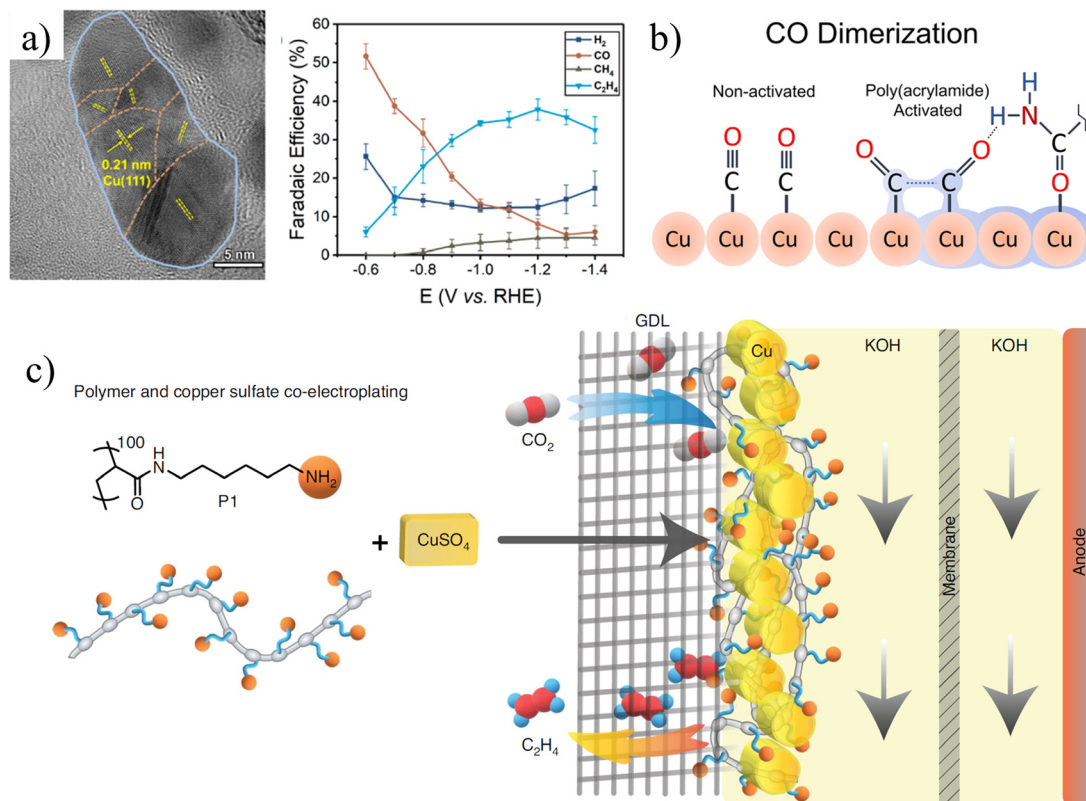 a)
0.21 nm
Cu(111)
5 nm
Faradaic Efficiency (%)
60
50
40
30
20
10
0
H2
CO
CH4
C2H4
-0.6
-0.8
-1.0
-1.2
-1.4
E (V vs. RHE)
b)
CO Dimerization
Non-activated
Poly(acrylamide)
Activated
O
O
C
C
O
O
C
C
H
H
N
C
O
Cu
Cu
Cu
Cu
Cu
Cu
Cu
Cu
c)
Polymer and copper sulfate co-electroplating
100
H
N
O
P1
NH2
+
CuSO4
GDL
CO2
C2H4
Cu
KOH
Membrane
KOH
Anode